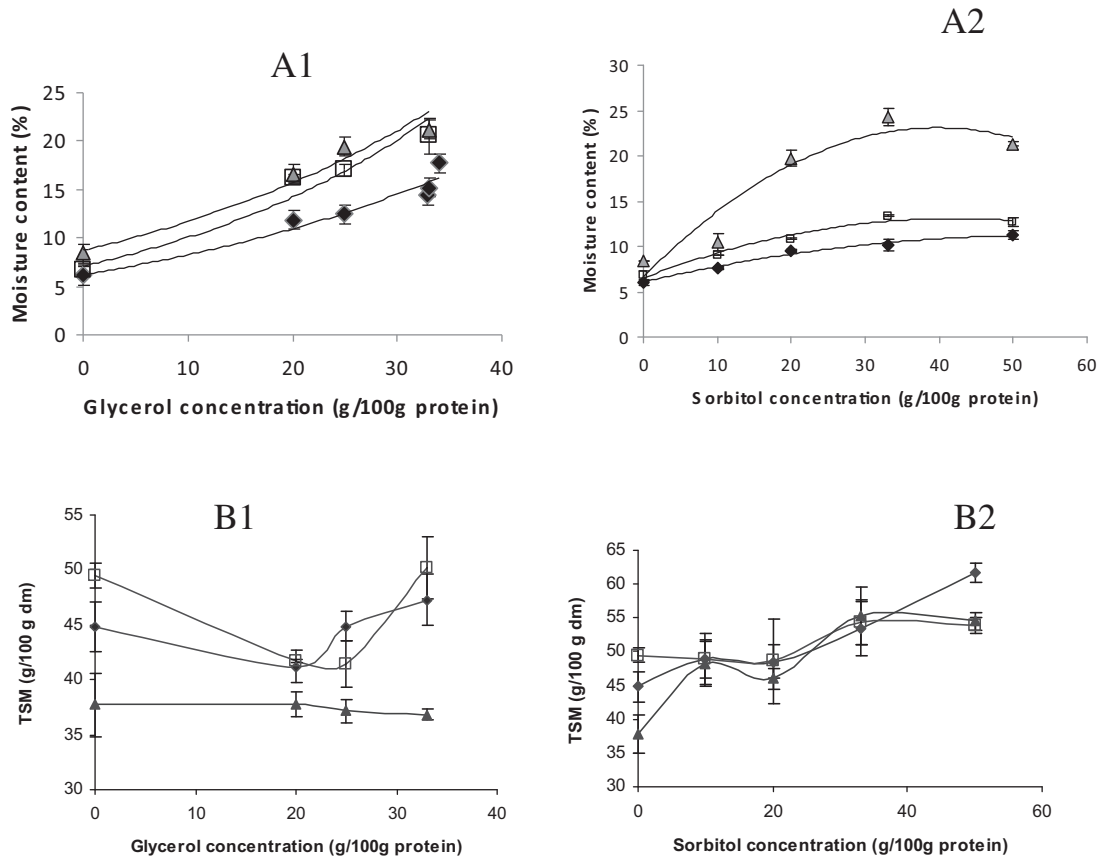 A1
25
20
15
10
5
0
Moisture content (%)
0 10 20 30 40
Glycerol concentration (g/100g protein)
A2
30
25
20
15
10
5
0
Moisture content (%)
0 10 20 30 40 50 60
Sorbitol concentration (g/100g protein)
B1
55
50
45
40
35
30
TSM (g/100 g dm)
0 10 20 30 40
Glycerol concentration (g/100g protein)
B2
65
60
55
50
45
40
35
30
TSM (g/100 g dm)
0 20 40 60
Sorbitol concentration (g/100g protein)